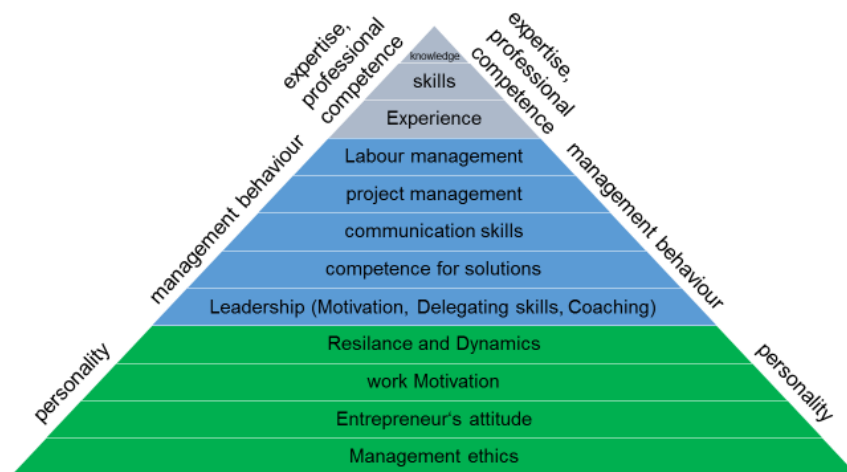 expertise,
professional
competence
expertise,
professional
competence
knowledge
skills
Experience
management behaviour
management behaviour
Labour management
project management
communication skills
competence for solutions
Leadership (Motivation, Delegating skills, Coaching)
personality
personality
Resilance and Dynamics
work Motivation
Entrepreneur‘s attitude
Management ethics